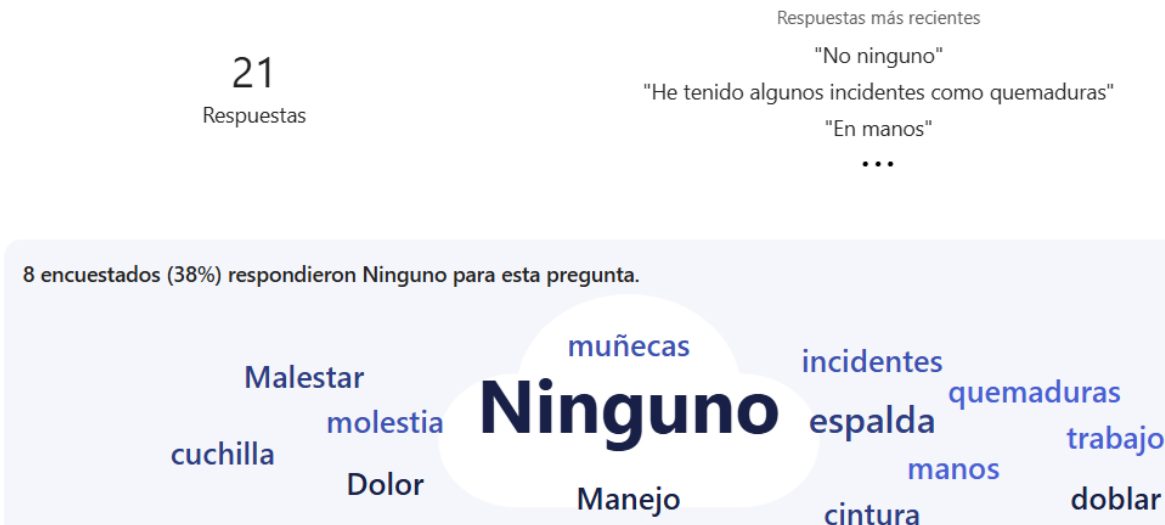 21
Respuestas
Respuestas más recientes
"No ninguno"
"He tenido algunos incidentes como quemaduras"
"En manos"
...
8 encuestados (38%) respondieron Ninguno para esta pregunta.
muñecas
incidentes
Malestar
quemaduras
Ninguno
molestia
espalda
trabajo
cuchilla
manos
Dolor
Manejo
doblar
cintura